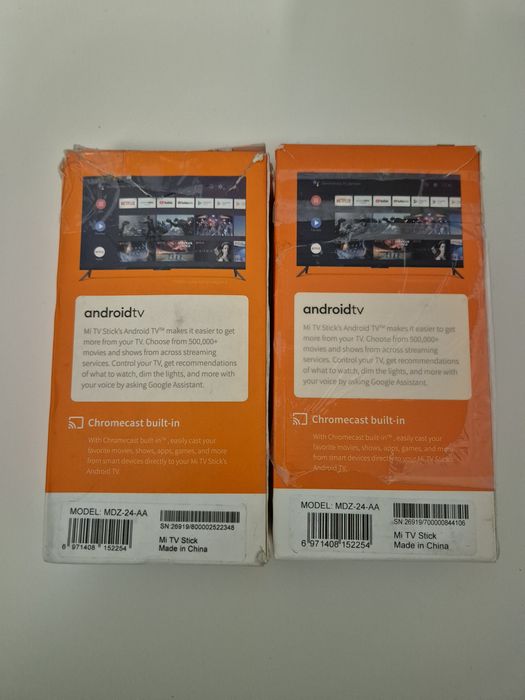 NETFLIX
androidtv
Mi TV Stick's Android TV™ makes it easier to get
more from your TV. Choose from 500,000+
movies and shows from across streaming
services. Control your TV, get recommendations
of what to watch, dim the lights, and more with
your voice by asking Google Assistant.
Chromecast built-in
With Chromecast built-in™, easily cast your
favorite movies, shows, apps, games, and more
from smart devices directly to your Mi TV Stick's
Android TV.
MODEL: MDZ-24-AA
6 971408 152254
SN:26919/800002522348
Mi TV Stick
Made in China
NETFLIX
androidtv
Mi TV Stick's Android TV™ makes it easier to get
more from your TV. Choose from 500,000+
movies and shows from across streaming
services. Control your TV, get recommendations
of what to watch, dim the lights, and more with
your voice by asking Google Assistant.
Chromecast built-in
With Chromecast built-in™, easily cast your
favorite movies, shows, apps, games, and more
from smart devices directly to your Mi TV Stick's
Android TV.
MODEL: MDZ-24-AA
6 971408 152254
SN:26919/700000844106
Mi TV Stick
Made in China